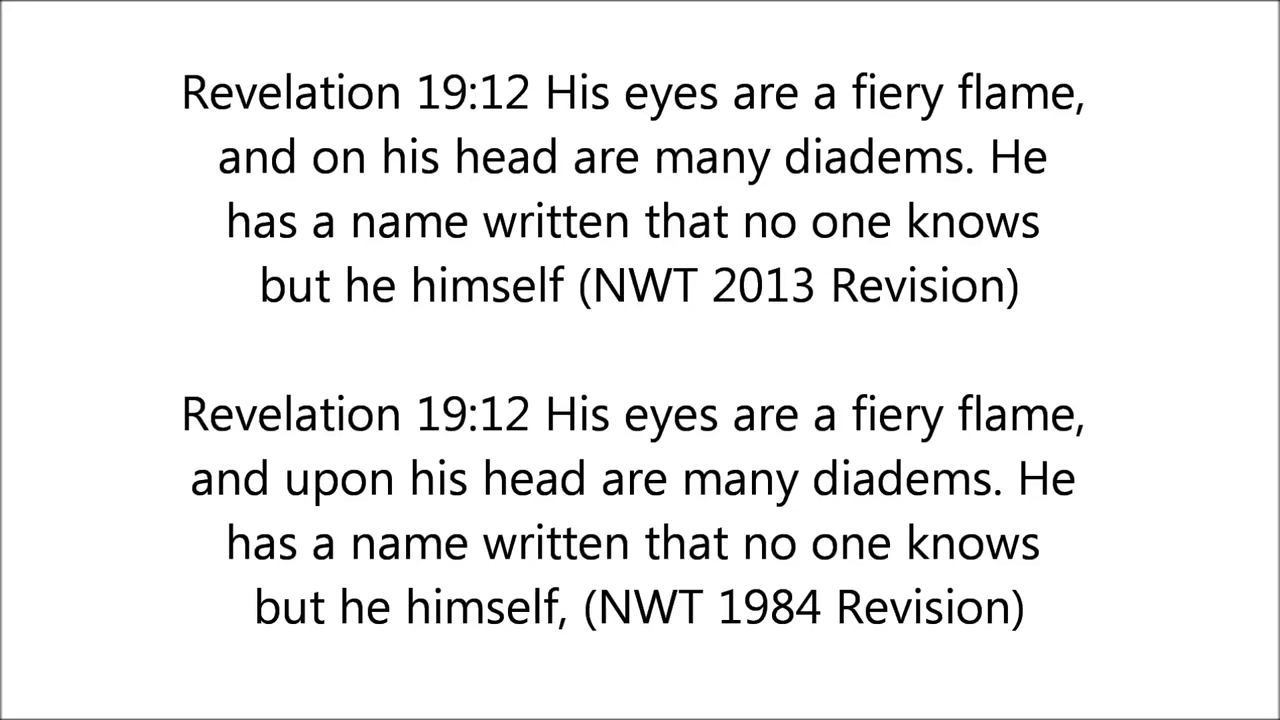 Revelation 19:12 His eyes are a fiery flame,
and on his head are many diadems. He
has a name written that no one knows
but he himself (NWT 2013 Revision)
Revelation 19:12 His eyes are a fiery flame,
and upon his head are many diadems. He
has a name written that no one knows
but he himself, (NWT 1984 Revision)